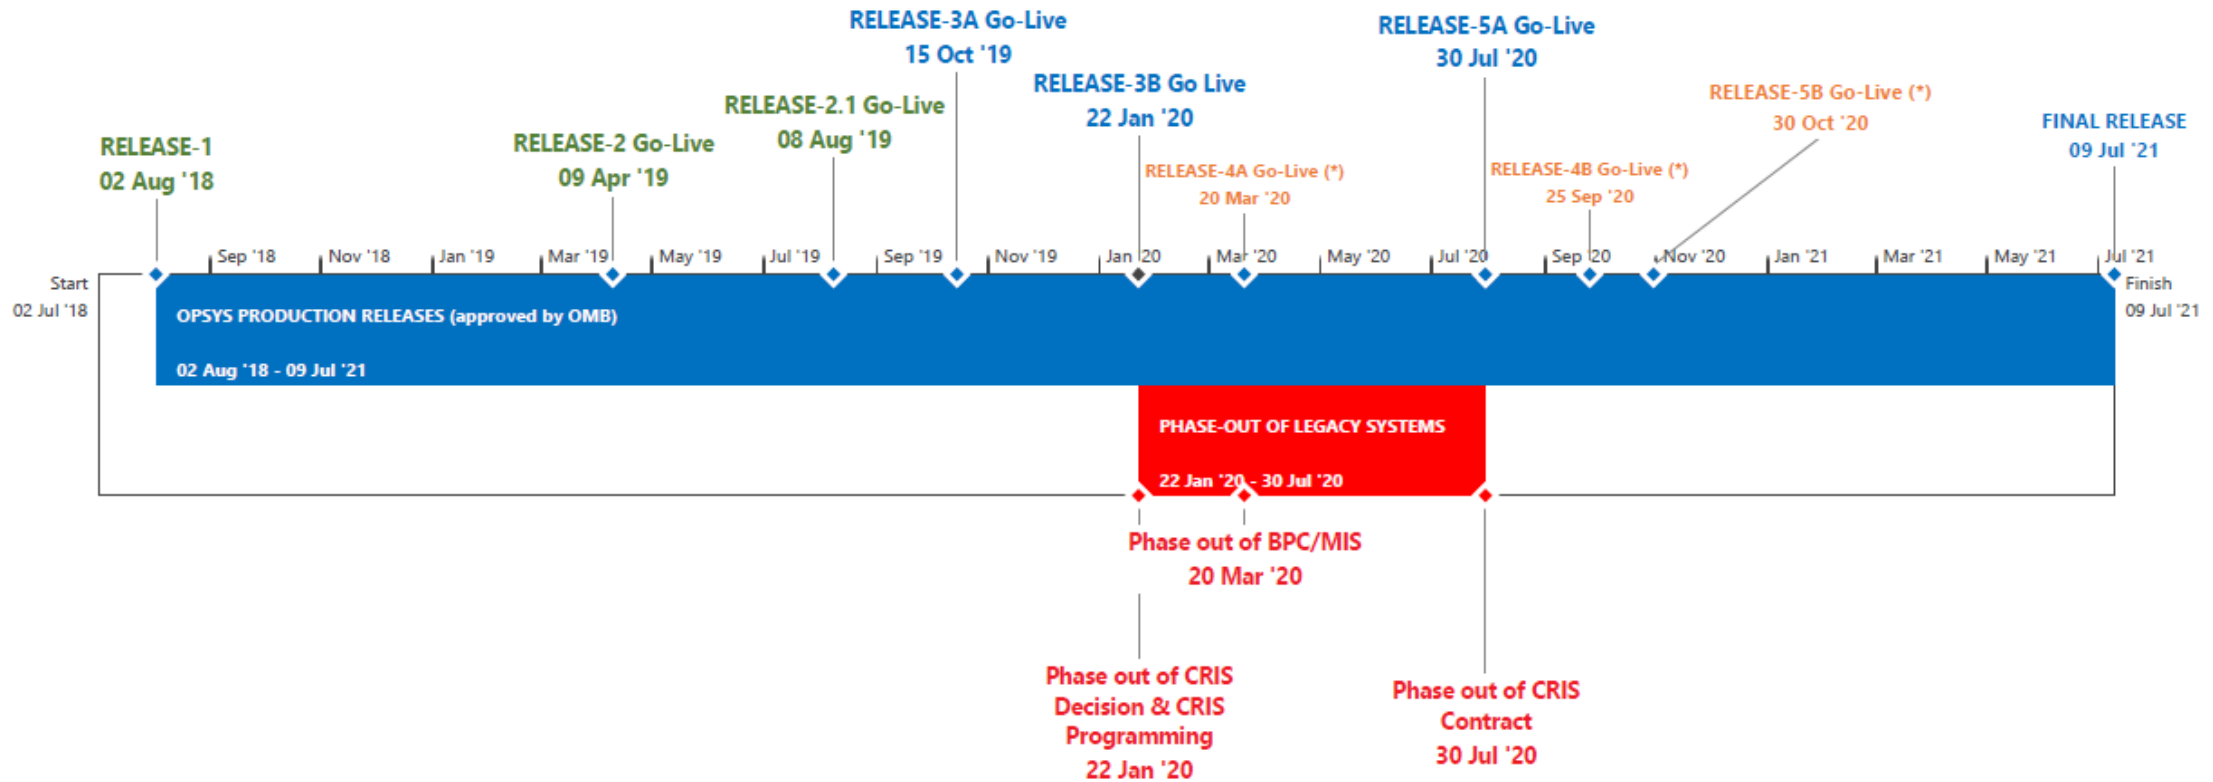 RELEASE-3A Go-Live
15 Oct '19
RELEASE-5A Go-Live
30 Jul '20
RELEASE-3B Go Live
22 Jan '20
RELEASE-2.1 Go-Live
08 Aug '19
RELEASE-5B Go-Live (*)
30 Oct '20
RELEASE-1
02 Aug '18
RELEASE-2 Go-Live
09 Apr '19
FINAL RELEASE
09 Jul '21
RELEASE-4A Go-Live (*)
20 Mar '20
RELEASE-4B Go-Live (*)
25 Sep '20
Sep '18 Nov '18 Jan '19 Mar '19 May '19 Jul '19 Sep '19 Nov '19 Jan '20 Mar '20 May '20 Jul '20 Sep '20 Nov '20 Jan '21 Mar '21 May '21 Jul '21
Start
02 Jul '18
Finish
09 Jul '21
OPSYS PRODUCTION RELEASES (approved by OMB)
02 Aug '18 - 09 Jul '21
PHASE-OUT OF LEGACY SYSTEMS
22 Jan '20 - 30 Jul '20
Phase out of BPC/MIS
20 Mar '20
Phase out of CRIS
Decision & CRIS
Programming
22 Jan '20
Phase out of CRIS
Contract
30 Jul '20